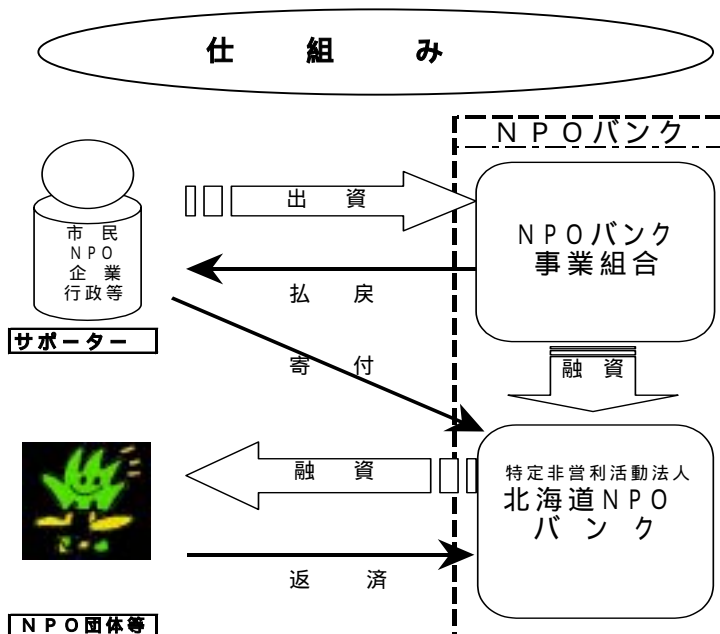 仕 組 み
NPOバンク
市 民
NPO
企 業
行政等
サポーター
出 資
NPOバンク
事業組合
払 戻
寄 付
融 資
融 資
特定非営利活動法人
北海道NPO
バ ン ク
返 済
NPO団体等